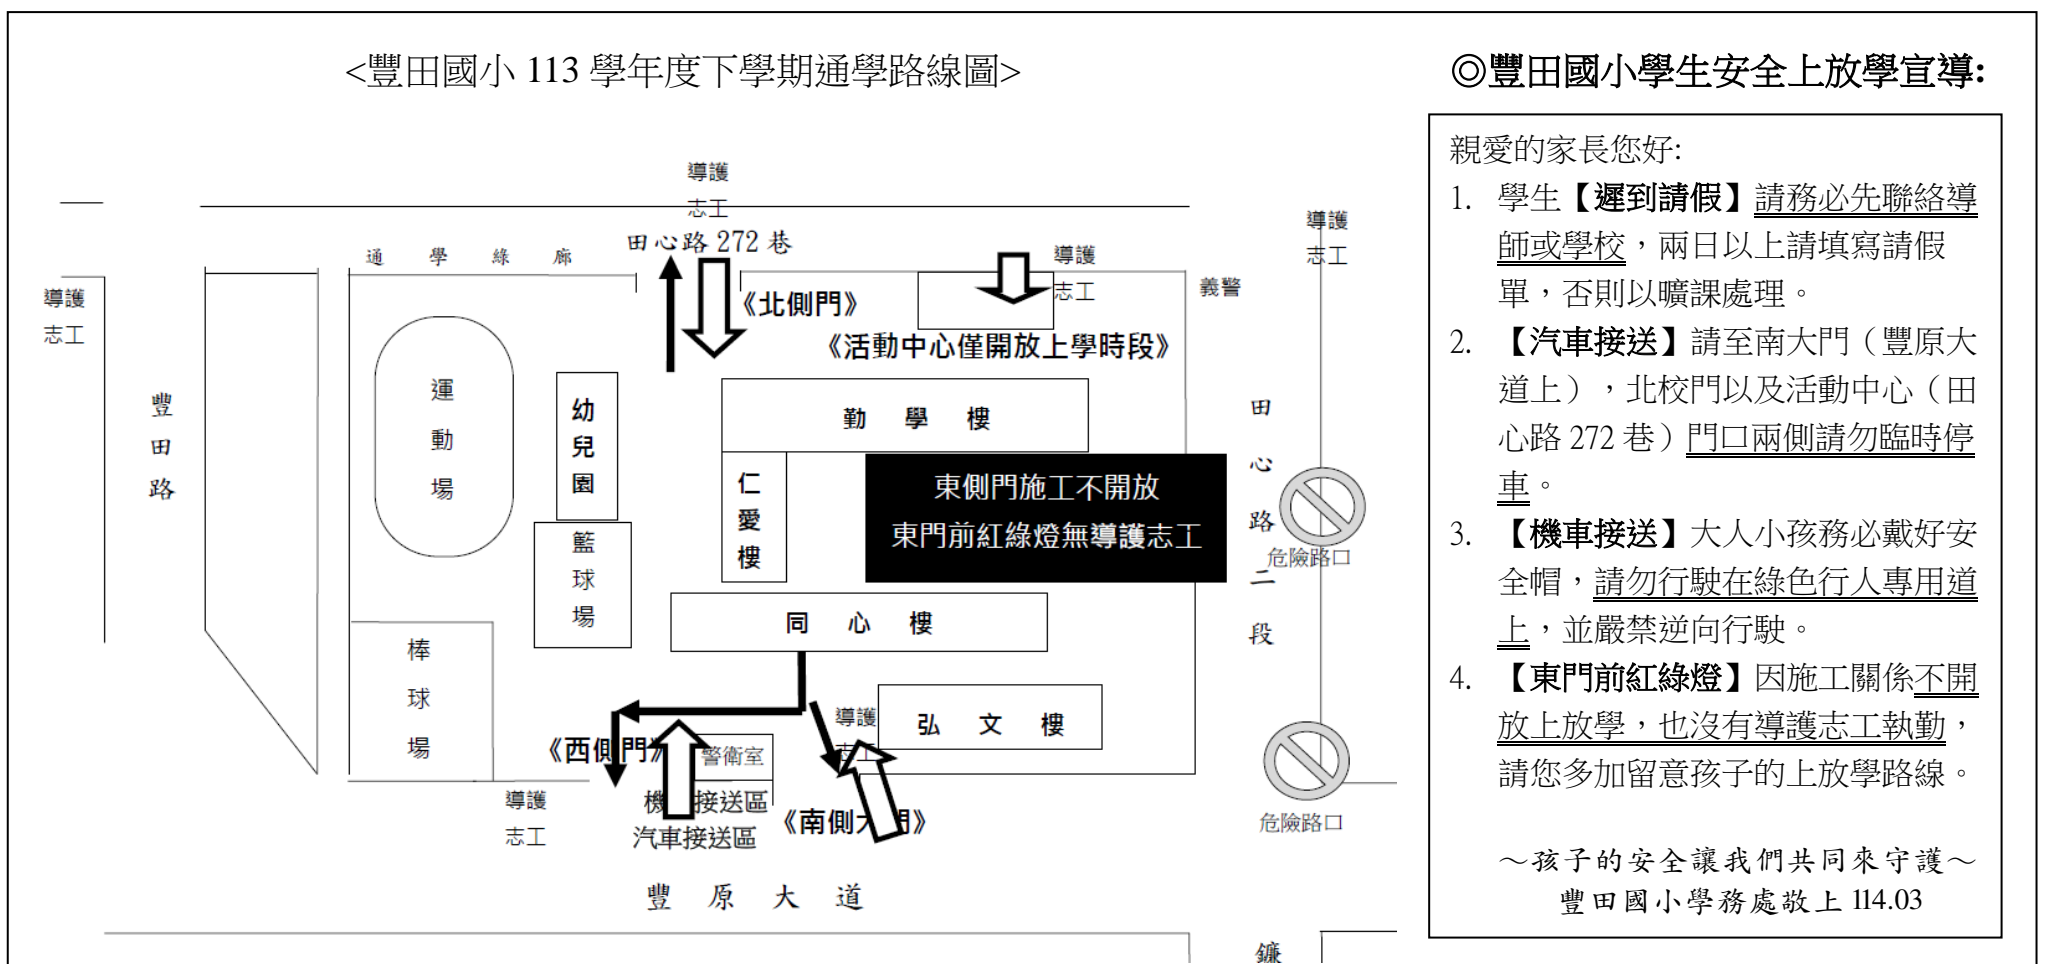 <豐田國小 113 學年度下學期通學路線圖>
導護
志工
田心路 272 巷
通學綠廊
導護
志工
導護
志工
義警
導護
志工
《北側門》
《活動中心僅開放上學時段》
豐田路
運動場
幼兒園
勤學樓
仁愛樓
東側門施工不開放
東門前紅綠燈無導護志工
田心路二段
危險路口
籃球場
同心樓
棒球場
導護
志工
弘文樓
《西側門》
警衛室
導護
志工
機 接送區
汽車接送區
《南側大門》
危險路口
豐原大道
鐮
◎豐田國小學生安全上放學宣導:
親愛的家長您好:
1. 學生【遲到請假】請務必先聯絡導
師或學校，兩日以上請填寫請假
單，否則以曠課處理。
2. 【汽車接送】請至南大門（豐原大
道上），北校門以及活動中心（田
心路 272 巷）門口兩側請勿臨時停
車。
3. 【機車接送】大人小孩務必戴好安
全帽，請勿行駛在綠色行人專用道
上，並嚴禁逆向行駛。
4. 【東門前紅綠燈】因施工關係不開
放上放學，也沒有導護志工執勤，
請您多加留意孩子的上放學路線。
～孩子的安全讓我們共同來守護～
豐田國小學務處敬上 114.03